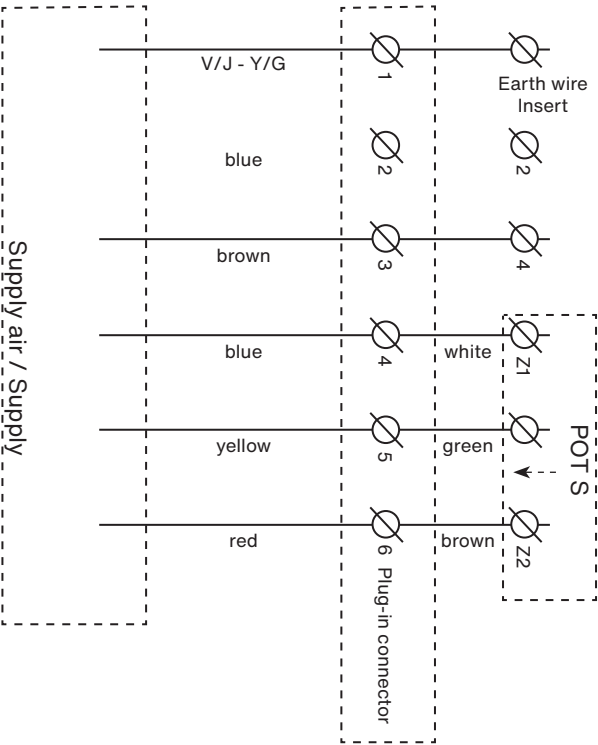 V/J - Y/G
1
Earth wire
Insert
blue
2
2
brown
3
4
Supply air / Supply
blue
4
white
Z1
yellow
5
green
POT S
red
6
brown
Z2
Plug-in connector